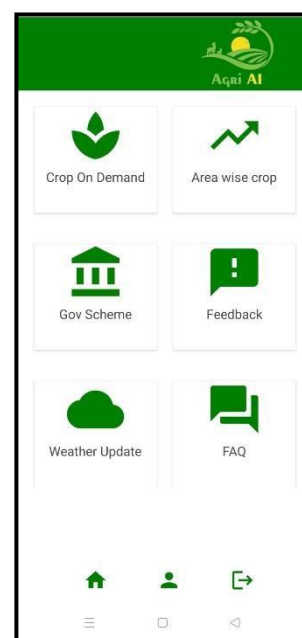 Agri AI
Crop On Demand
Area wise crop
Gov Scheme
Feedback
Weather Update
FAQ